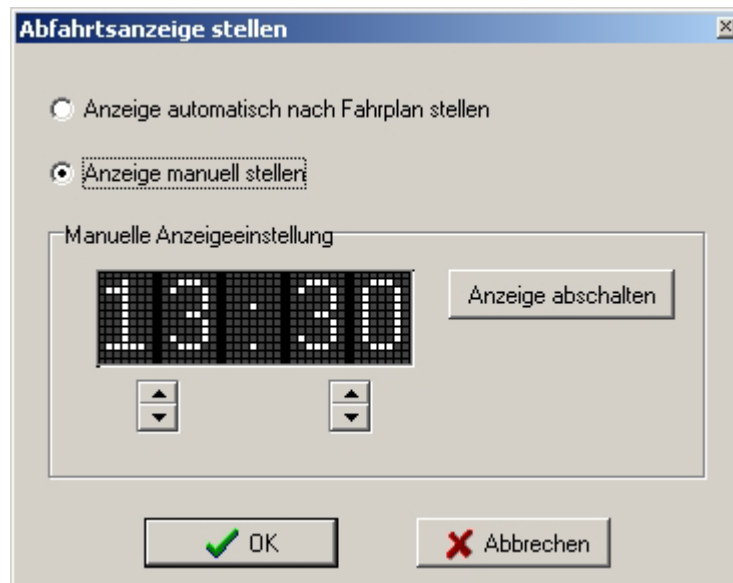 Abfahrtsanzeige stellen
Anzeige automatisch nach Fahrplan stellen
Anzeige manuell stellen
Manuelle Anzeigeeinstellung
13:30
Anzeige abschalten
OK
Abbrechen